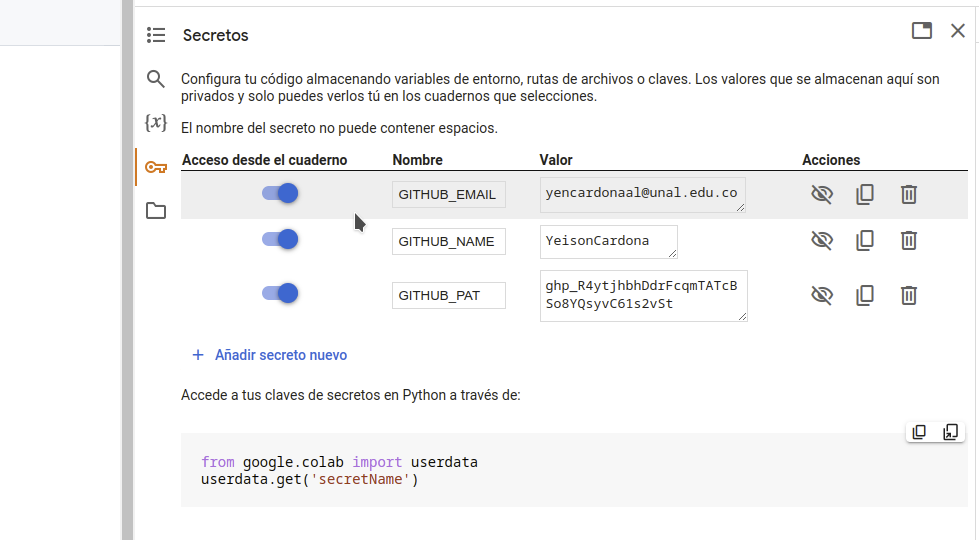 Secretos
Configura tu código almacenando variables de entorno, rutas de archivos o claves. Los valores que se almacenan aquí son
privados y solo puedes verlos tú en los cuadernos que selecciones.
El nombre del secreto no puede contener espacios.
Acceso desde el cuaderno Nombre Valor Acciones
GITHUB_EMAIL yencardonaal@unal.edu.co
GITHUB_NAME YeisonCardona
GITHUB_PAT ghp_R4ytjhbhDdrFcqmTATcB
So8YQsyvC61s2vSt
+ Añadir secreto nuevo
Accede a tus claves de secretos en Python a través de:
from google.colab import userdata
userdata.get('secretName')